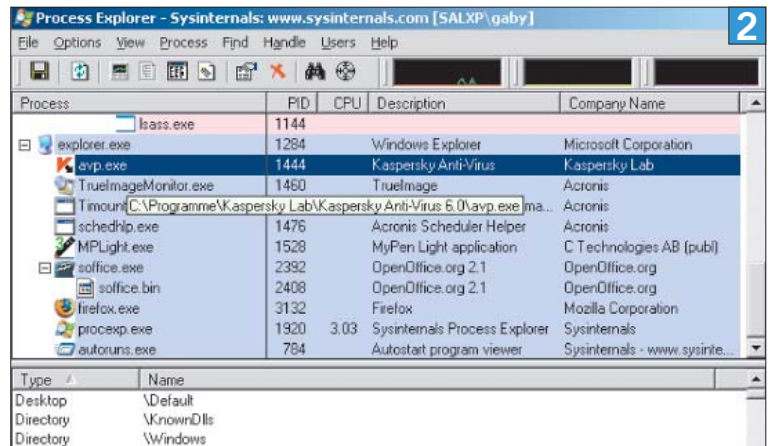 Process Explorer - Sysinternals: www.sysinternals.com [SALXP\gaby]
2
File Options View Process Find Handle Users Help
Process PID CPU Description Company Name
lsass.exe 1144
explorer.exe 1284 Windows Explorer Microsoft Corporation
avp.exe 1444 Kaspersky Anti-Virus Kaspersky Lab
TrueImageMonitor.exe 1460 TrueImage Acronis
Timount C:\Programme\Kaspersky Lab\Kaspersky Anti-Virus 6.0\avp.exe ma... Acronis
schedhlp.exe 1476 Acronis Scheduler Helper Acronis
MPLight.exe 1528 MyPen Light application C Technologies AB (publ)
soffice.exe 2392 OpenOffice.org 2.1 OpenOffice.org
soffice.bin 2408 OpenOffice.org 2.1 OpenOffice.org
firefox.exe 3132 Firefox Mozilla Corporation
procexp.exe 1920 3.03 Sysinternals Process Explorer Sysinternals
autoruns.exe 784 Autostart program viewer Sysinternals - www.sysinte...
Type Name
Desktop \Default
Directory \KnownDlls
Directory \Windows